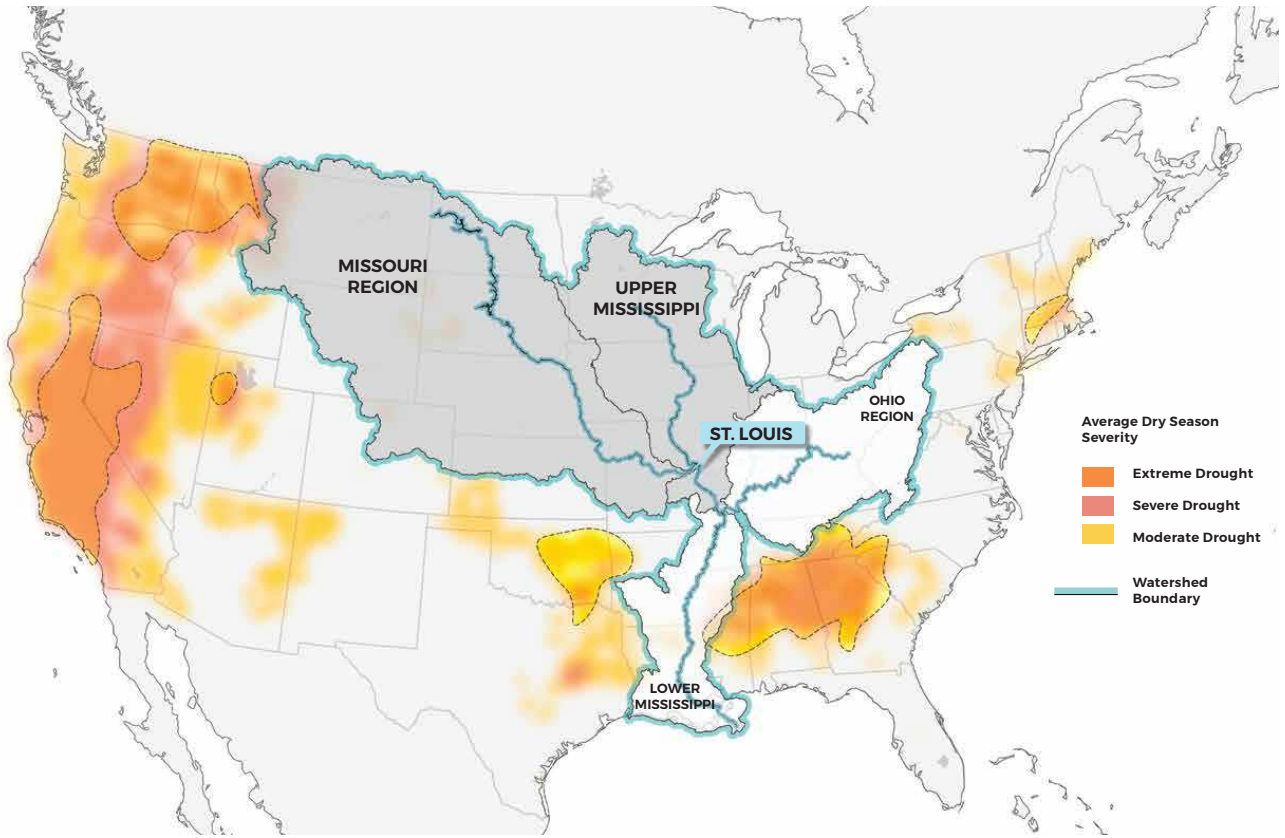 MISSOURI
REGION
UPPER
MISSISSIPPI
OHIO
REGION
ST. LOUIS
LOWER
MISSISSIPPI
Average Dry Season
Severity
Extreme Drought
Severe Drought
Moderate Drought
Watershed
Boundary